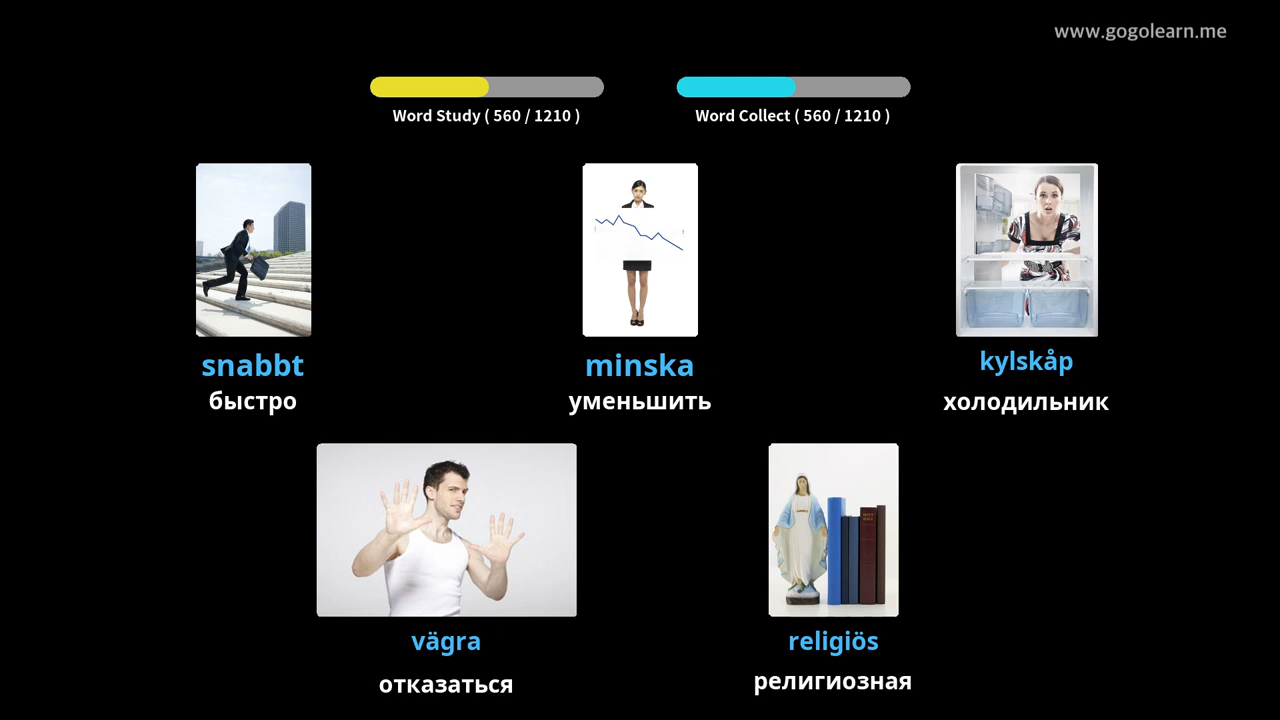 www.gogolearn.me
Word Study ( 560 / 1210 )
Word Collect ( 560 / 1210 )
snabbt
быстро
minska
уменьшить
kylskåp
холодильник
vägra
отказаться
religiös
религиозная